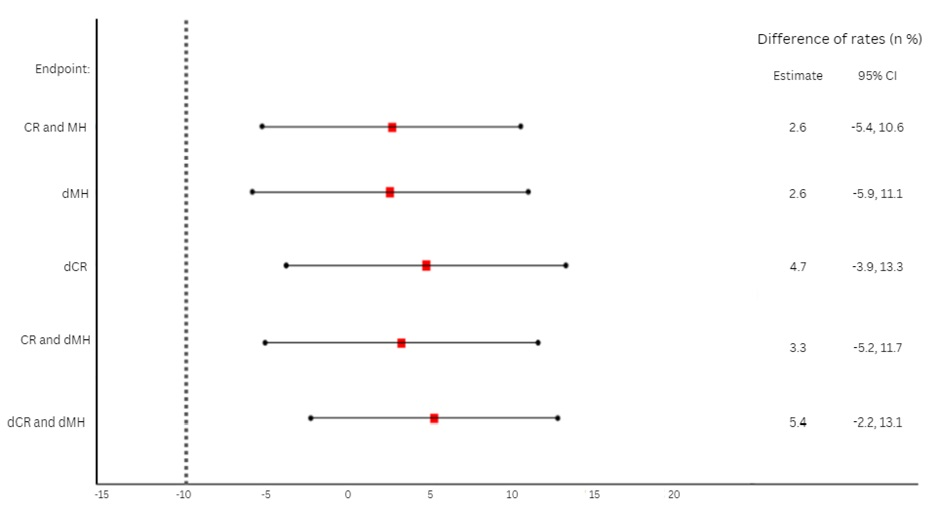 Difference of rates (n %)
Endpoint:
Estimate 95% CI
CR and MH 2.6 -5.4, 10.6
dMH 2.6 -5.9, 11.1
dCR 4.7 -3.9, 13.3
CR and dMH 3.3 -5.2, 11.7
dCR and dMH 5.4 -2.2, 13.1
-15 -10 -5 0 5 10 15 20